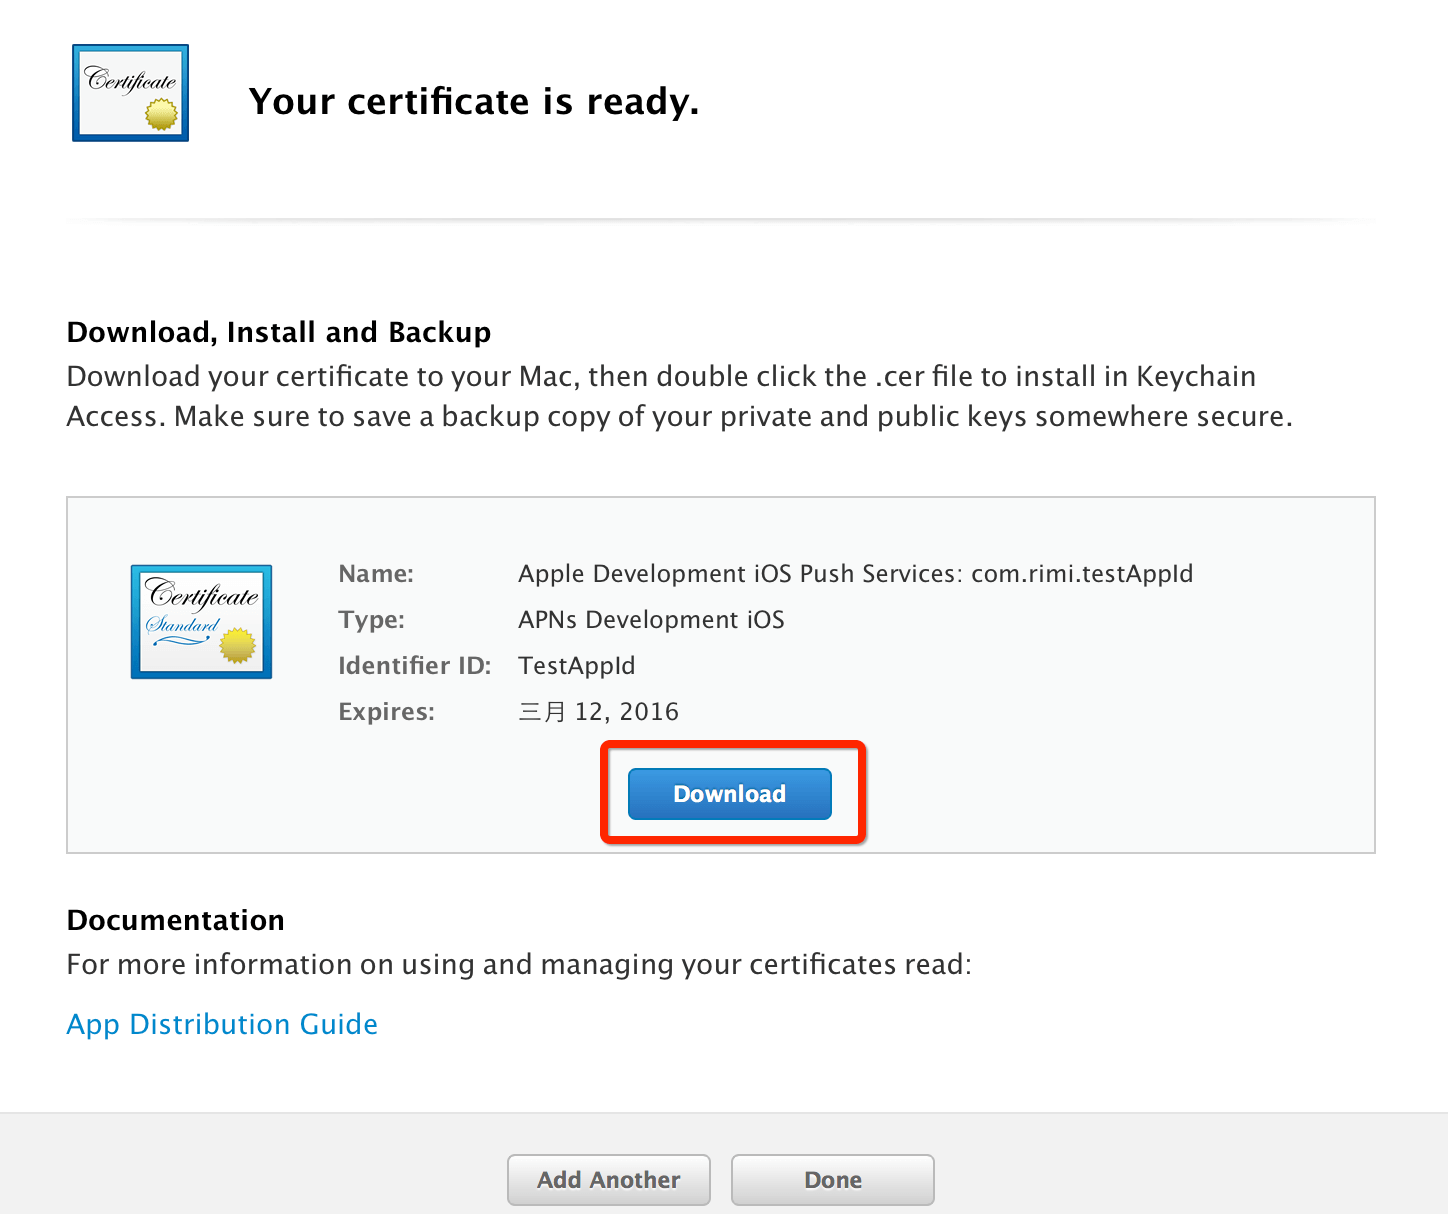 Certificate
Your certificate is ready.
Download, Install and Backup
Download your certificate to your Mac, then double click the .cer file to install in Keychain
Access. Make sure to save a backup copy of your private and public keys somewhere secure.
Certificate
Standard
Name: Apple Development iOS Push Services: com.rimi.testAppId
Type: APNs Development iOS
Identifier ID: TestAppId
Expires: 三月 12, 2016
Download
Documentation
For more information on using and managing your certificates read:
App Distribution Guide
Add Another Done